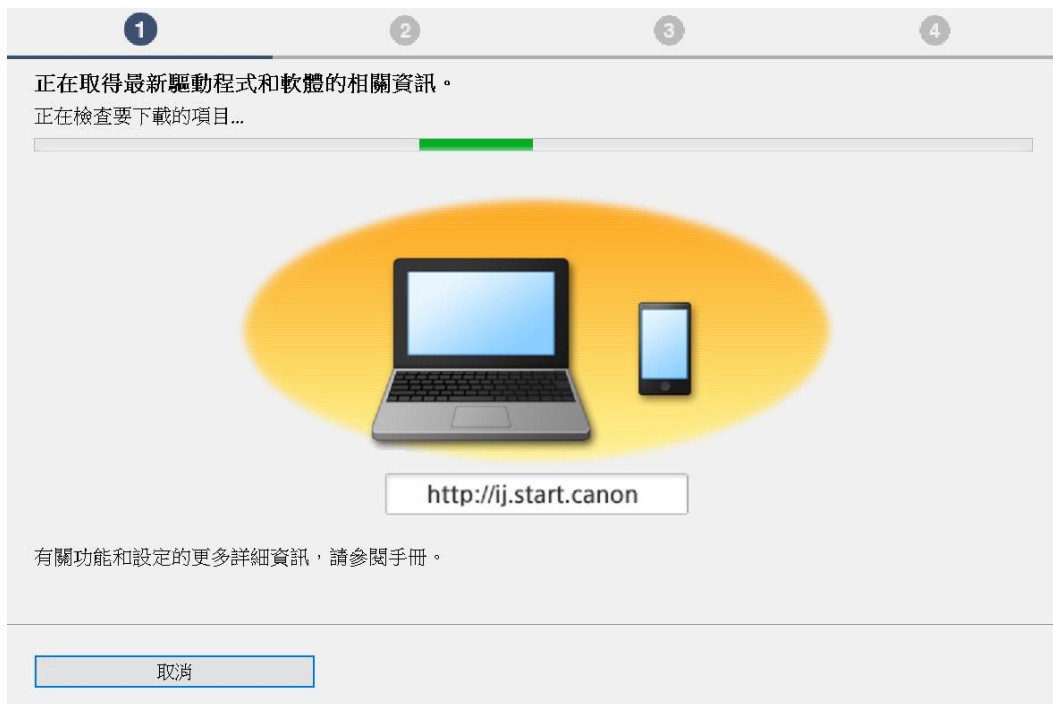 1 2 3 4
正在取得最新驅動程式和軟體的相關資訊。
正在檢查要下載的項目...
http://ij.start.canon
有關功能和設定的更多詳細資訊，請參閱手冊。
取消